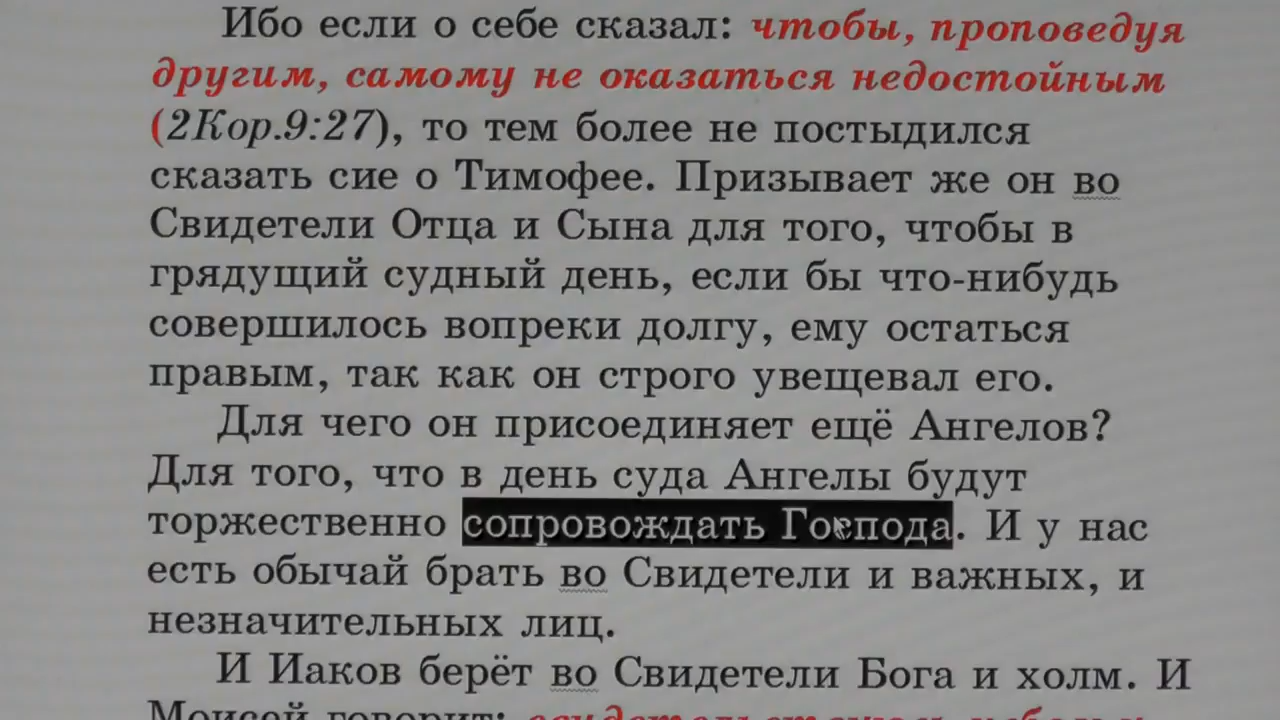 Ибо если о себе сказал: чтобы, проповедуя
другим, самому не оказаться недостойным
(2Кор.9:27), то тем более не постыдился
сказать сие о Тимофее. Призывает же он во
Свидетели Отца и Сына для того, чтобы в
грядущий судный день, если бы что-нибудь
совершилось вопреки долгу, ему остаться
правым, так как он строго увещевал его.
Для чего он присоединяет ещё Ангелов?
Для того, что в день суда Ангелы будут
торжественно сопровождать Господа. И у нас
есть обычай брать во Свидетели и важных, и
незначительных лиц.
И Иаков берёт во Свидетели Бога и холм. И
Моисей говорит: